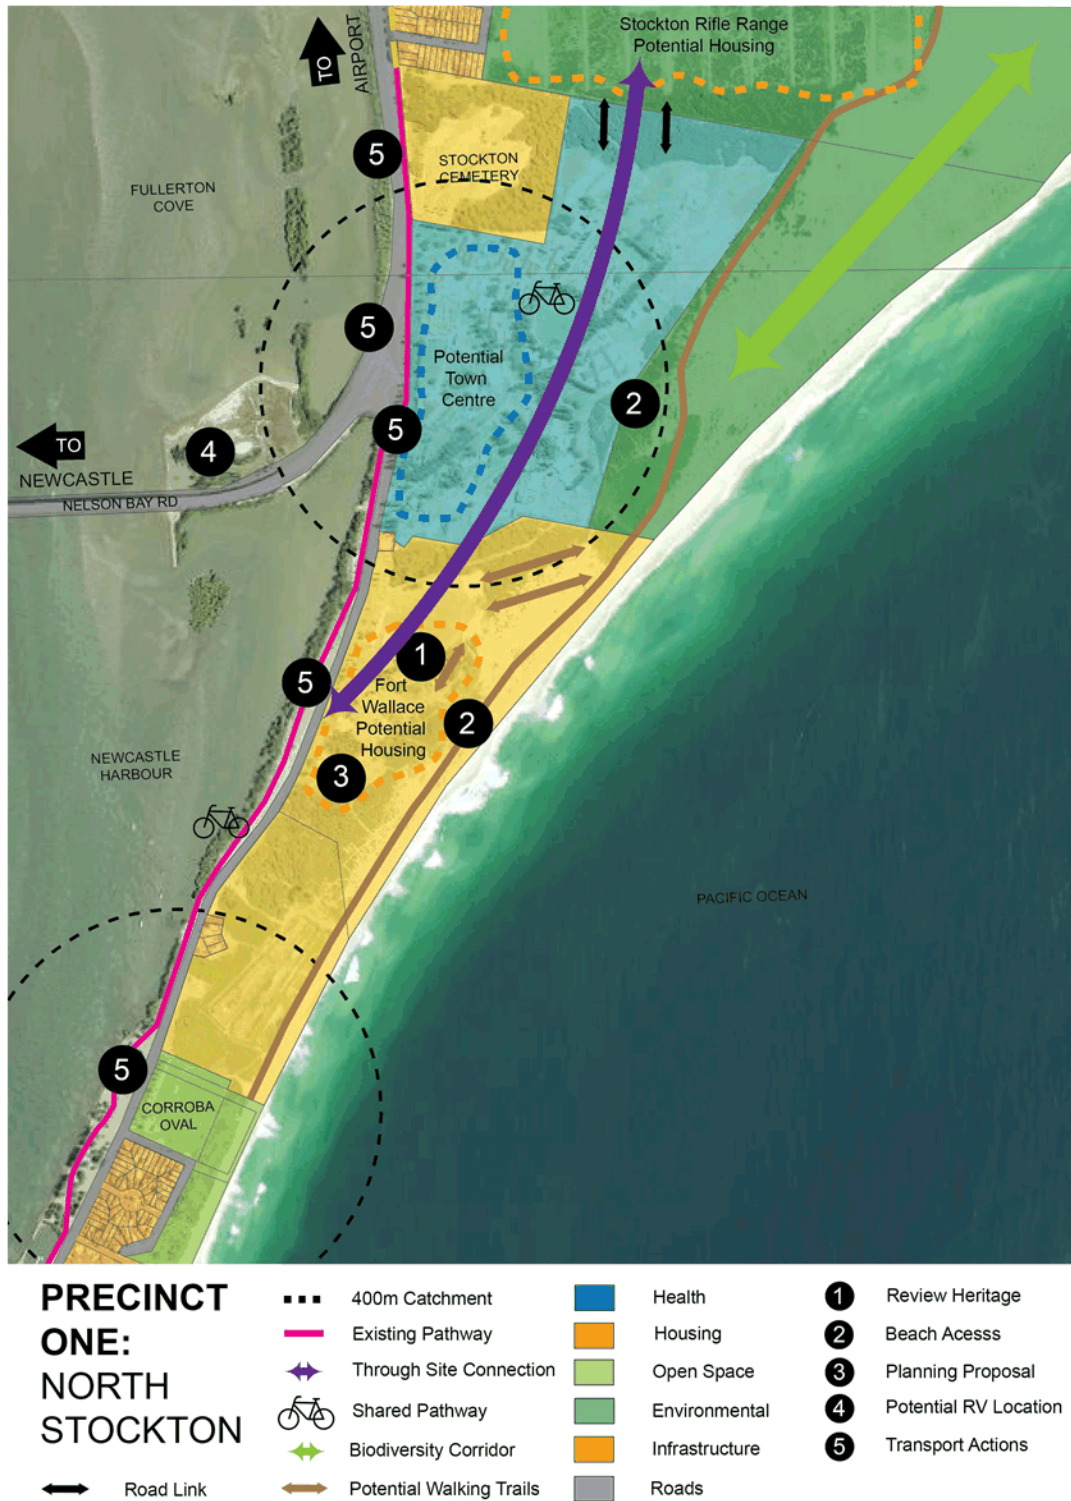 Stockton Rifle Range
Potential Housing
TO
AIRPORT
5
STOCKTON
CEMETERY
FULLERTON
COVE
5
Potential
Town
Centre
2
5
4
TO
NEWCASTLE
NELSON BAY RD
1
5
Fort
Wallace
Potential
Housing
2
3
NEWCASTLE
HARBOUR
PACIFIC OCEAN
5
CORROBA
OVAL
PRECINCT
ONE:
NORTH
STOCKTON
Road Link
400m Catchment
Existing Pathway
Through Site Connection
Shared Pathway
Biodiversity Corridor
Potential Walking Trails
Health
Housing
Open Space
Environmental
Infrastructure
Roads
1 Review Heritage
2 Beach Acesss
3 Planning Proposal
4 Potential RV Location
5 Transport Actions